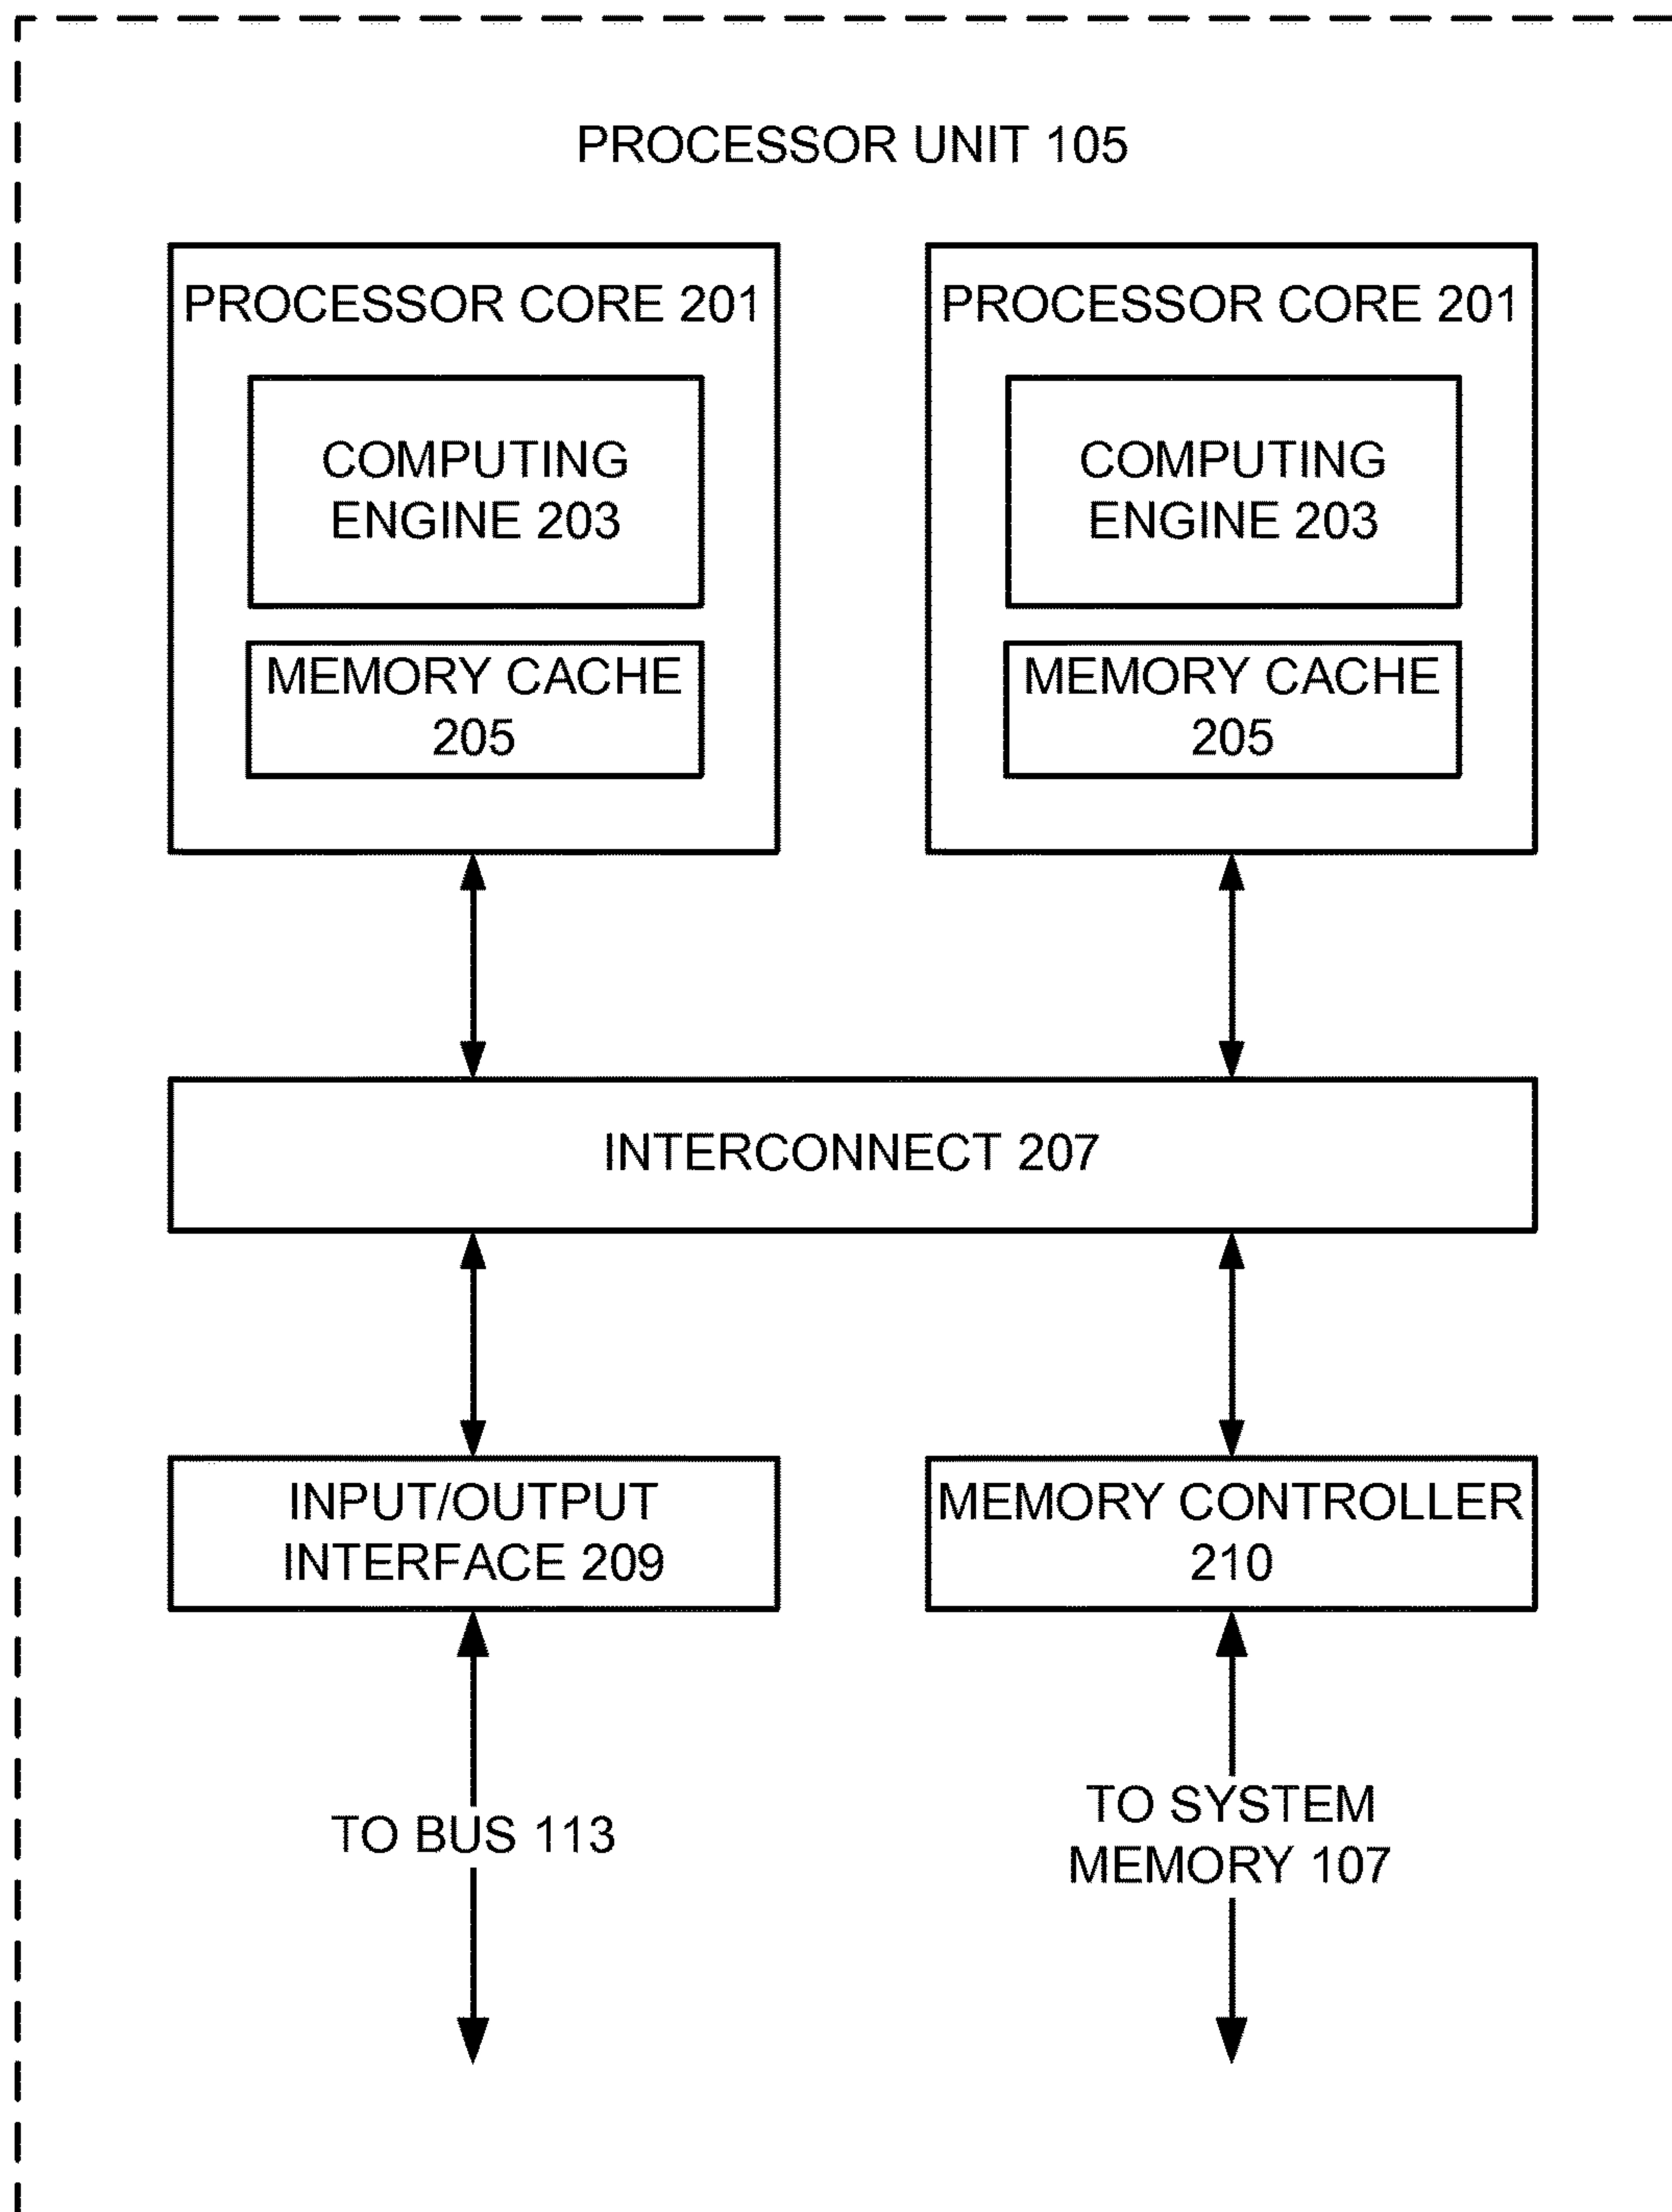 PROCESSOR UNIT 105
PROCESSOR CORE 201
COMPUTING
ENGINE 203
MEMORY CACHE
205
PROCESSOR CORE 201
COMPUTING
ENGINE 203
MEMORY CACHE
205
INTERCONNECT 207
INPUT/OUTPUT
INTERFACE 209
MEMORY CONTROLLER
210
TO BUS 113
TO SYSTEM
MEMORY 107